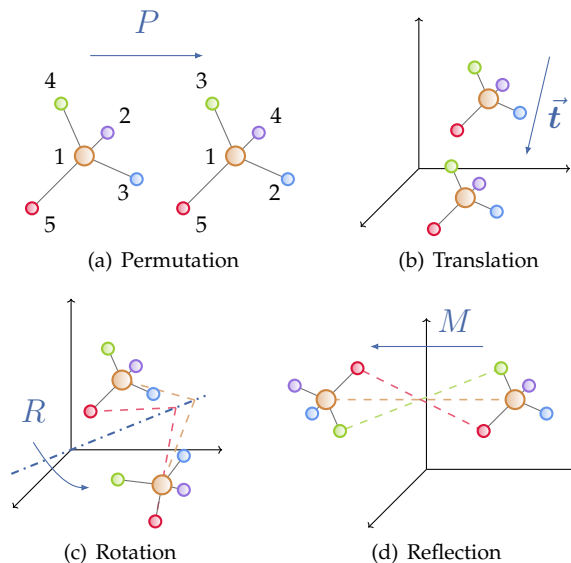 P
4
2
1
3
5
3
4
1
2
5
(a) Permutation
t⃗
(b) Translation
R
(c) Rotation
M
(d) Reflection